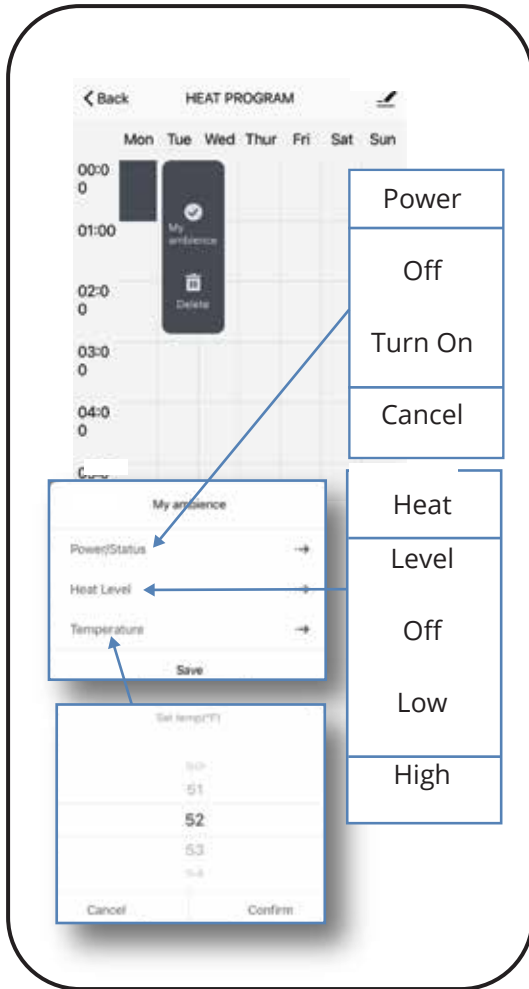 Back HEAT PROGRAM
Mon Tue Wed Thur Fri Sat Sun
00:0
0
01:00
02:0
0
03:0
0
04:0
0
My
ambience
Delete
Power
Off
Turn On
Cancel
My ambience
Power/Status
Heat Level
Temperature
Save
Heat
Level
Off
Low
High
Set temp(°F)
51
52
53
54
Cancel Confirm